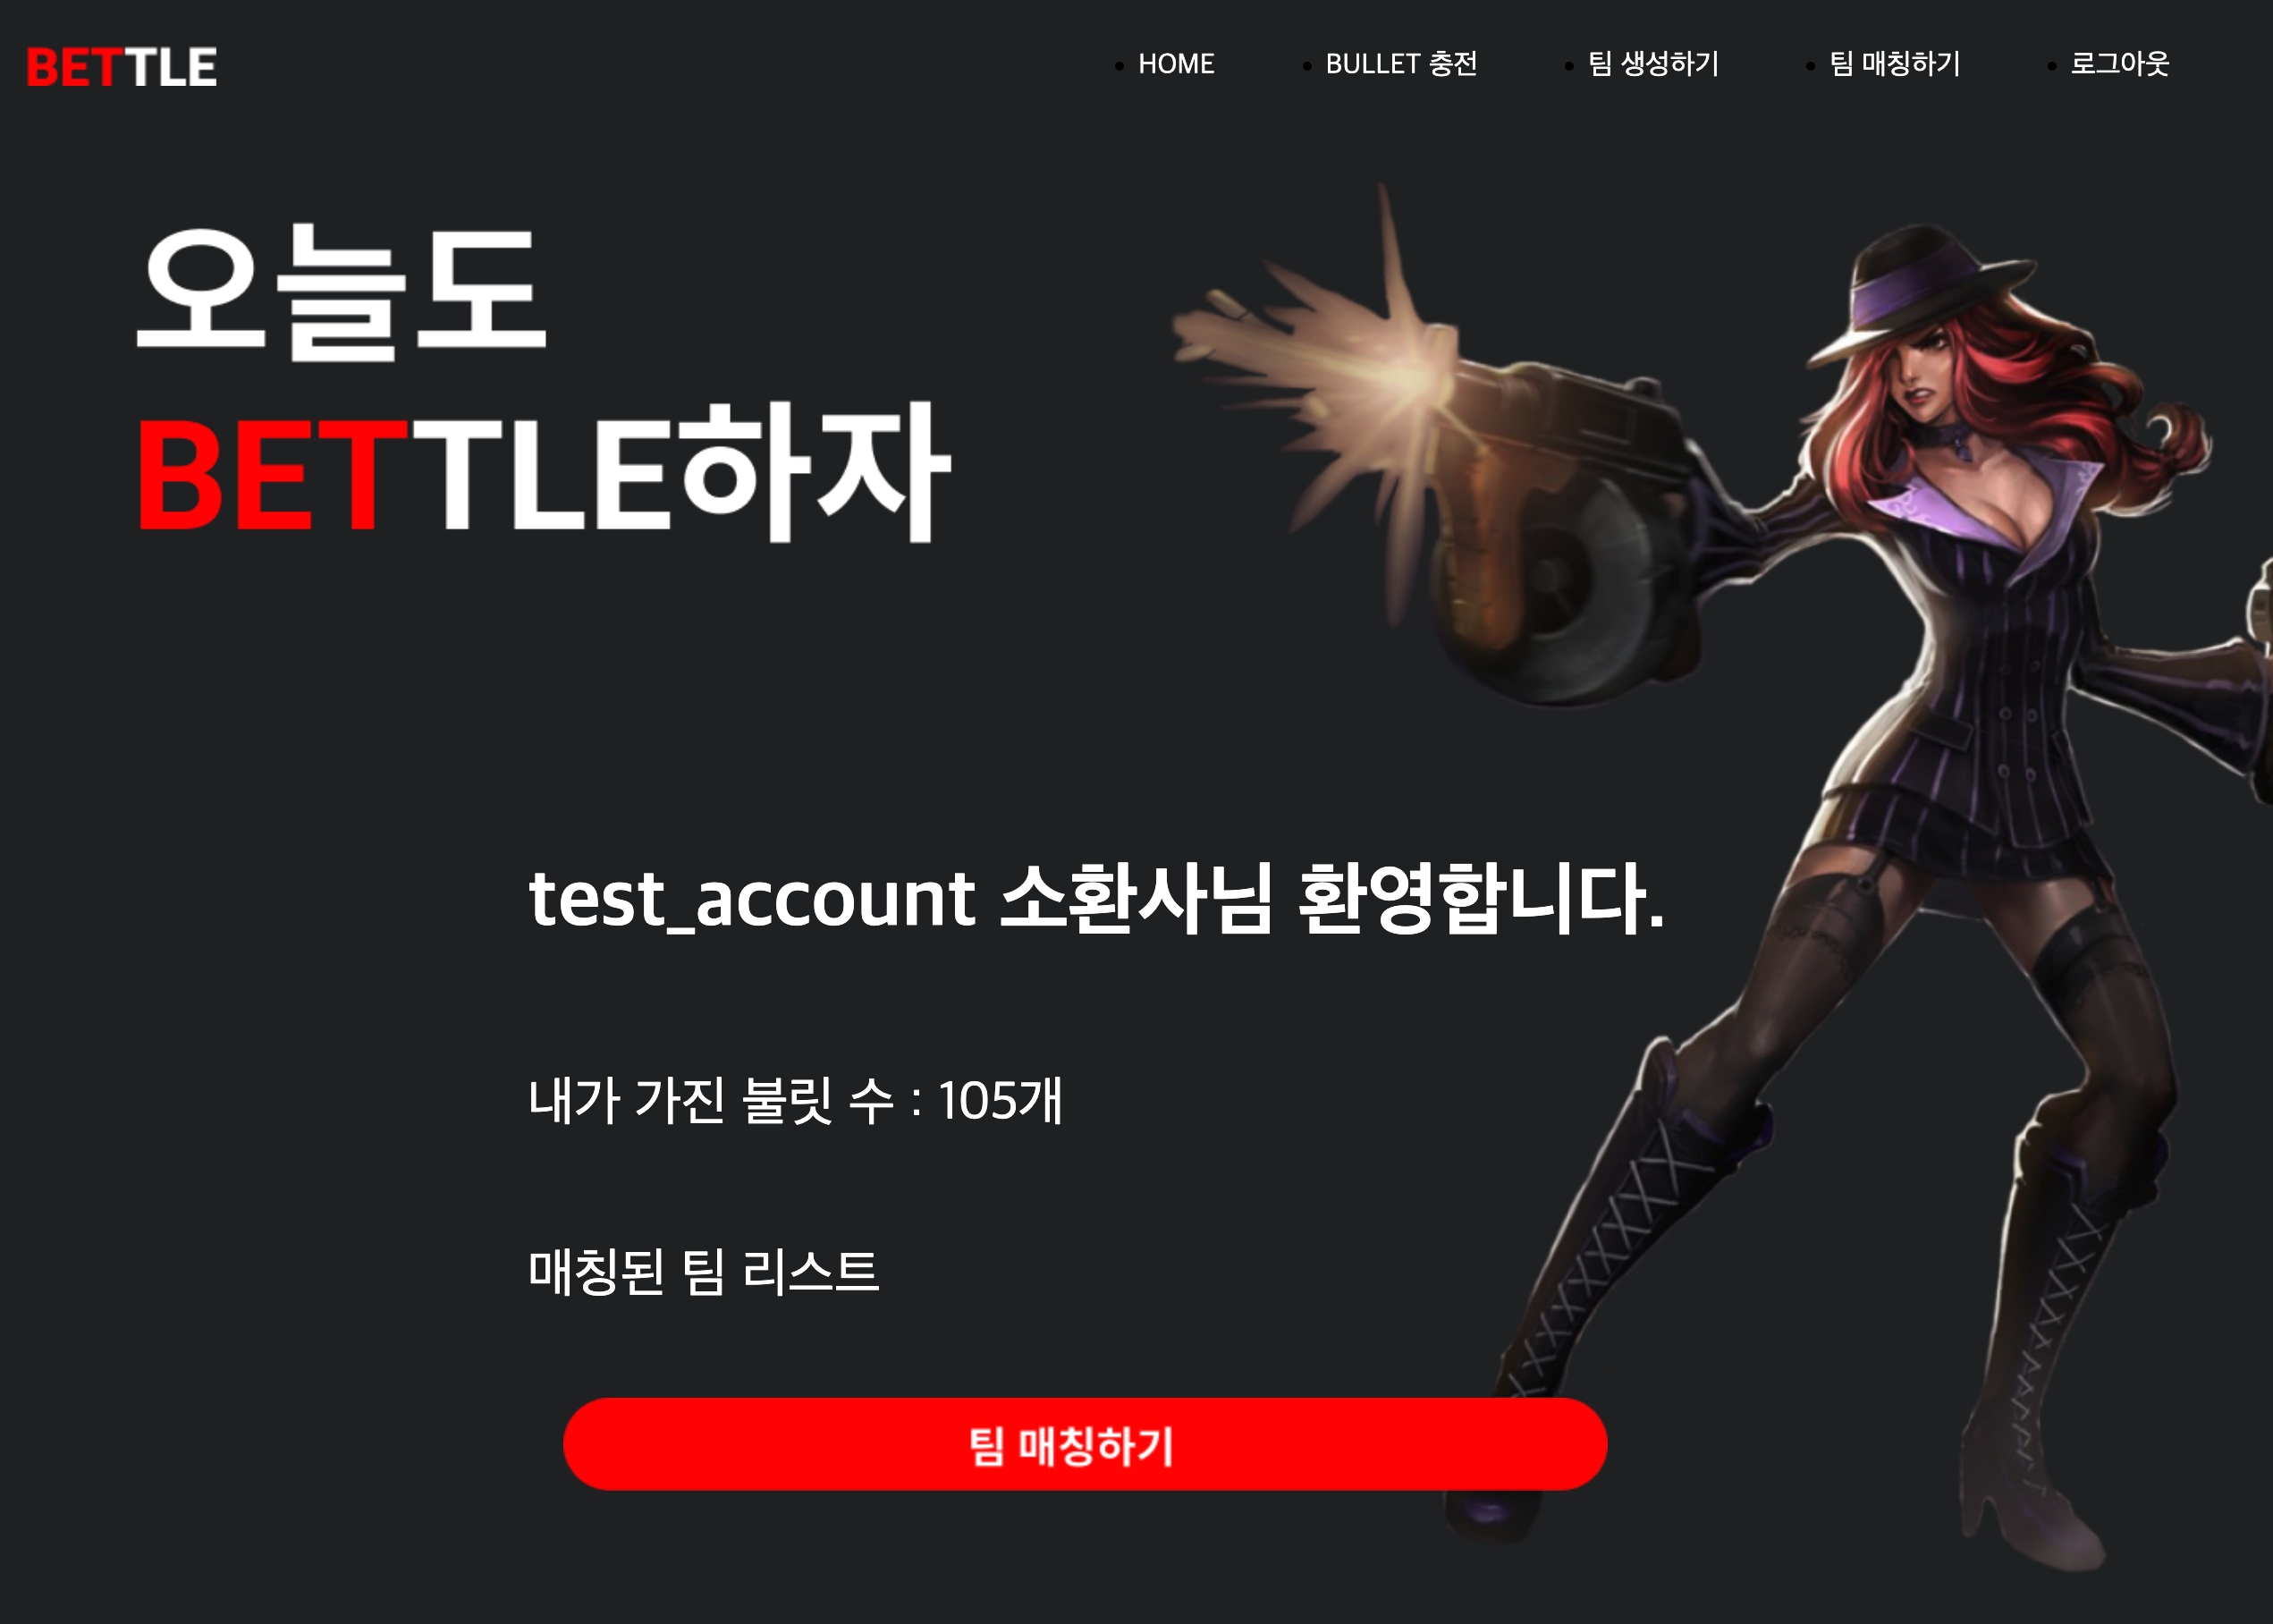 BETTLE
HOME
BULLET 충전
팀 생성하기
팀 매칭하기
로그아웃
오늘도
BETTLE하자
test_account 소환사님 환영합니다.
내가 가진 불릿 수 : 105개
매칭된 팀 리스트
팀 매칭하기